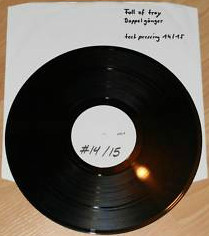 Fall of troy
Doppelgänger
test pressing 14/15
#14/15